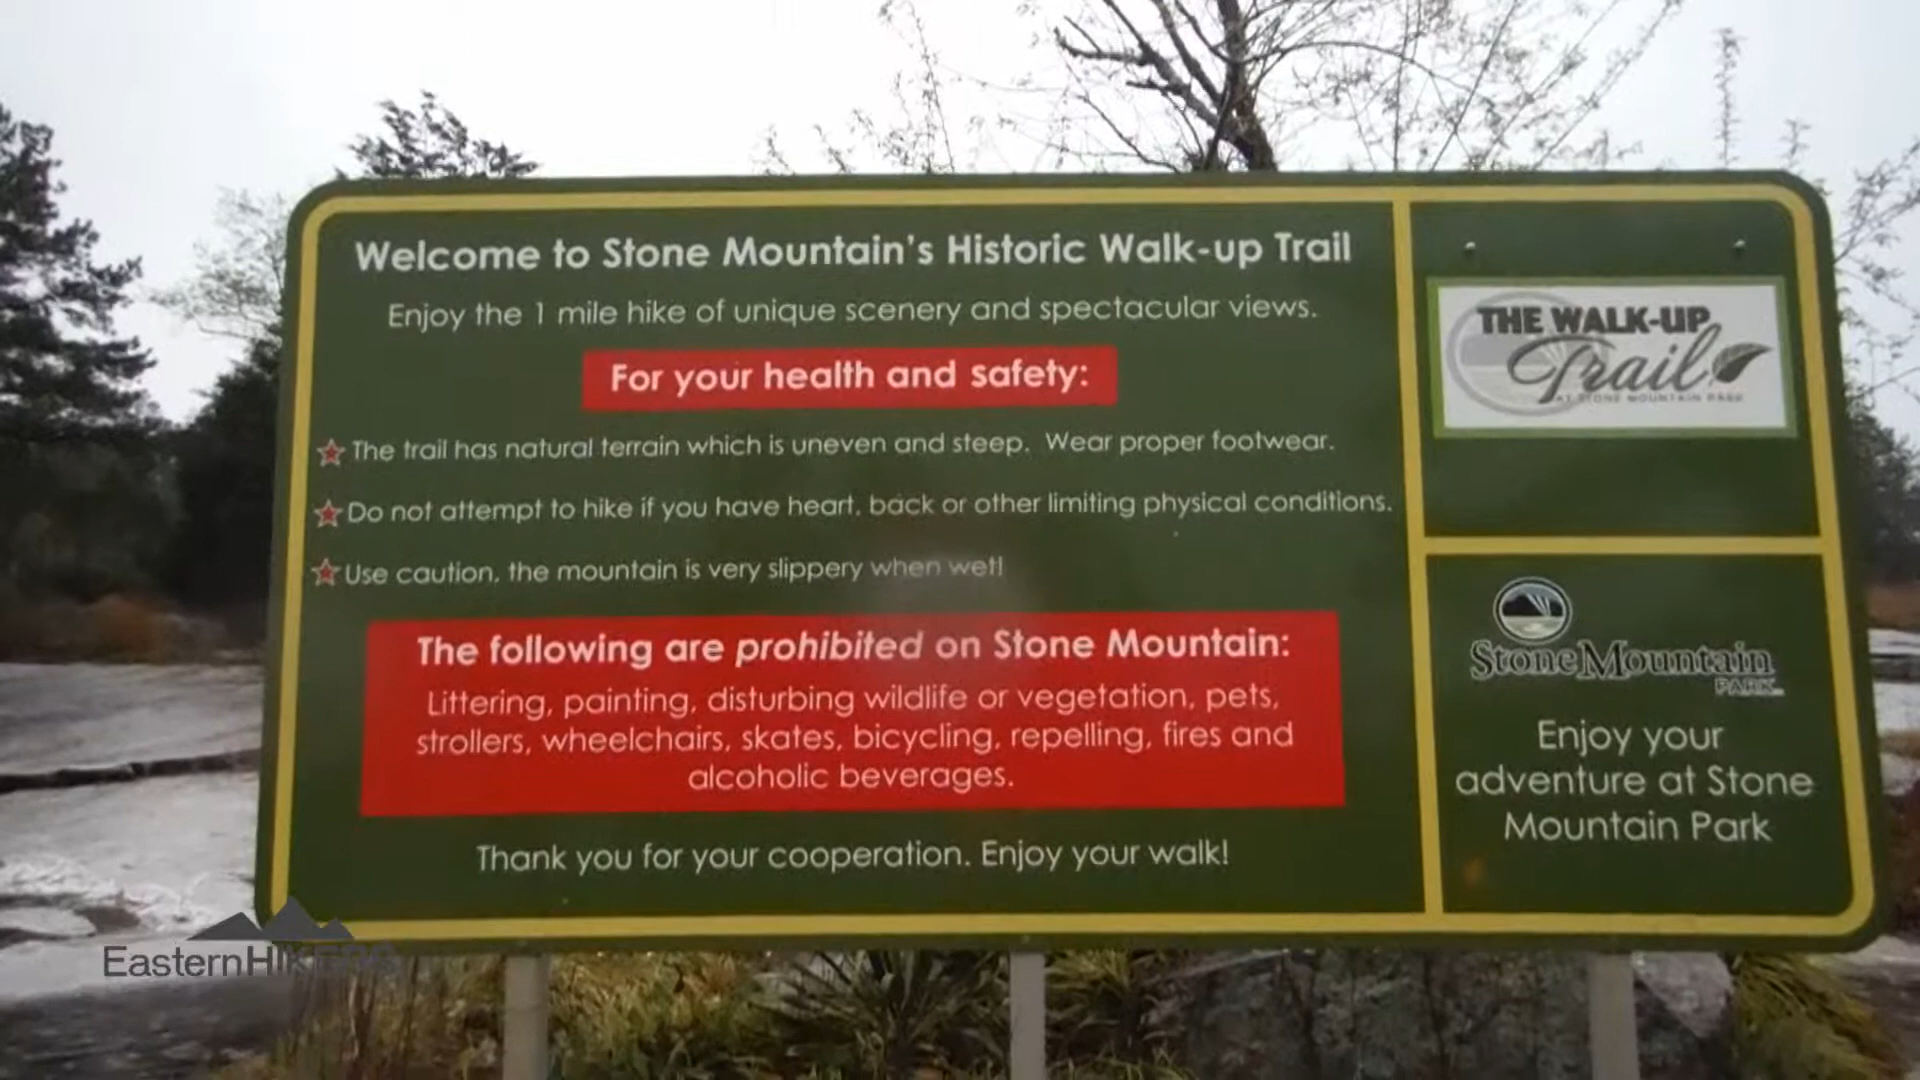 Welcome to Stone Mountain's Historic Walk-up Trail
Enjoy the 1 mile hike of unique scenery and spectacular views.
For your health and safety:
The trail has natural terrain which is uneven and steep. Wear proper footwear.
Do not attempt to hike if you have heart, back or other limiting physical conditions.
Use caution, the mountain is very slippery when wet!
The following are prohibited on Stone Mountain:
Littering, painting, disturbing wildlife or vegetation, pets,
strollers, wheelchairs, skates, bicycling, repelling, fires and
alcoholic beverages.
Thank you for your cooperation. Enjoy your walk!
THE WALK-UP
Trail
AT STONE MOUNTAIN PARK
StoneMountain
PARK
Enjoy your
adventure at Stone
Mountain Park
EasternHIKERS